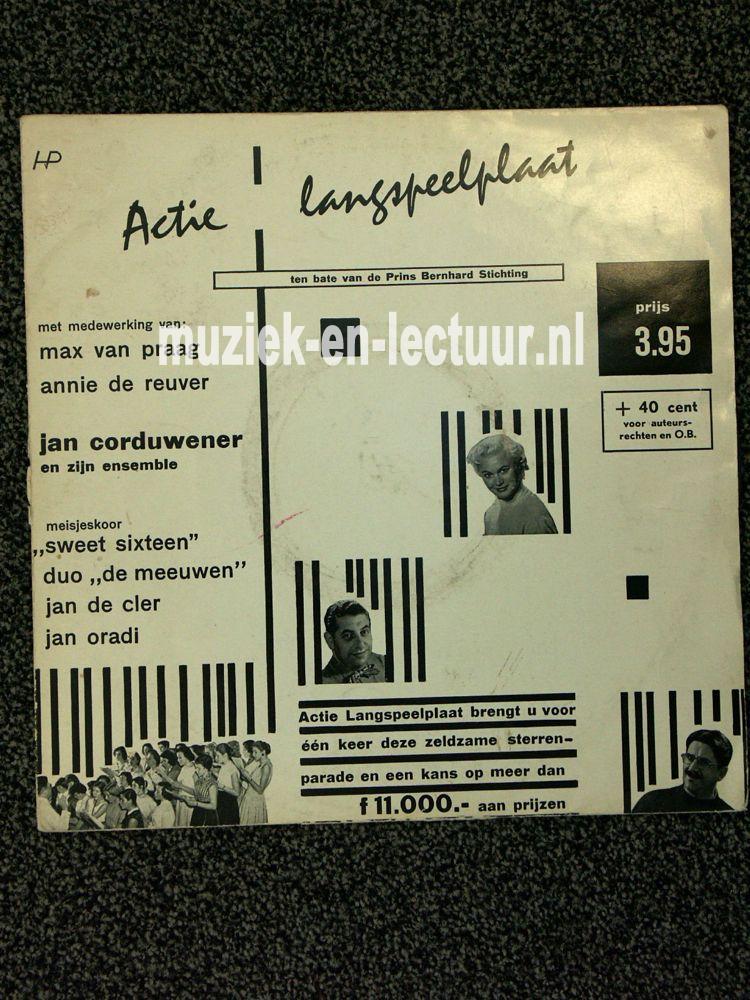 HP
Actie langspeelplaat
ten bate van de Prins Bernhard Stichting
met medewerking van:
max van praag
annie de reuver
jan corduwener
en zijn ensemble
meisjeskoor
„sweet sixteen”
duo „de meeuwen”
jan de cler
jan oradi
muziek-en-lectuur.nl
prijs
3.95
+ 40 cent
voor auteurs-
rechten en O.B.
Actie Langspeelplaat brengt u voor
één keer deze zeldzame sterren-
parade en een kans op meer dan
f 11.000.- aan prijzen